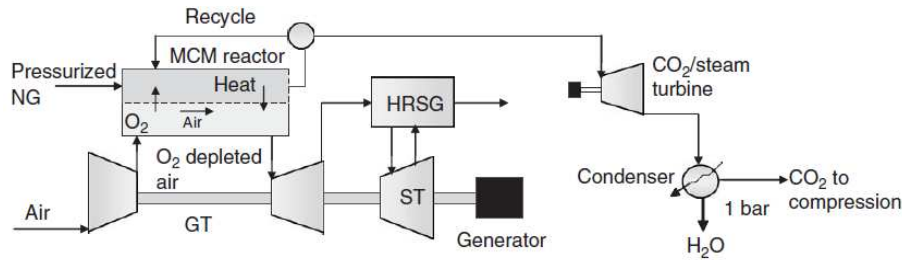 Recycle
MCM reactor
Pressurized
NG
Heat
O2
Air
CO2/steam
turbine
HRSG
O2 depleted
air
Condenser
CO2 to
compression
1 bar
H2O
Air
GT
ST
Generator